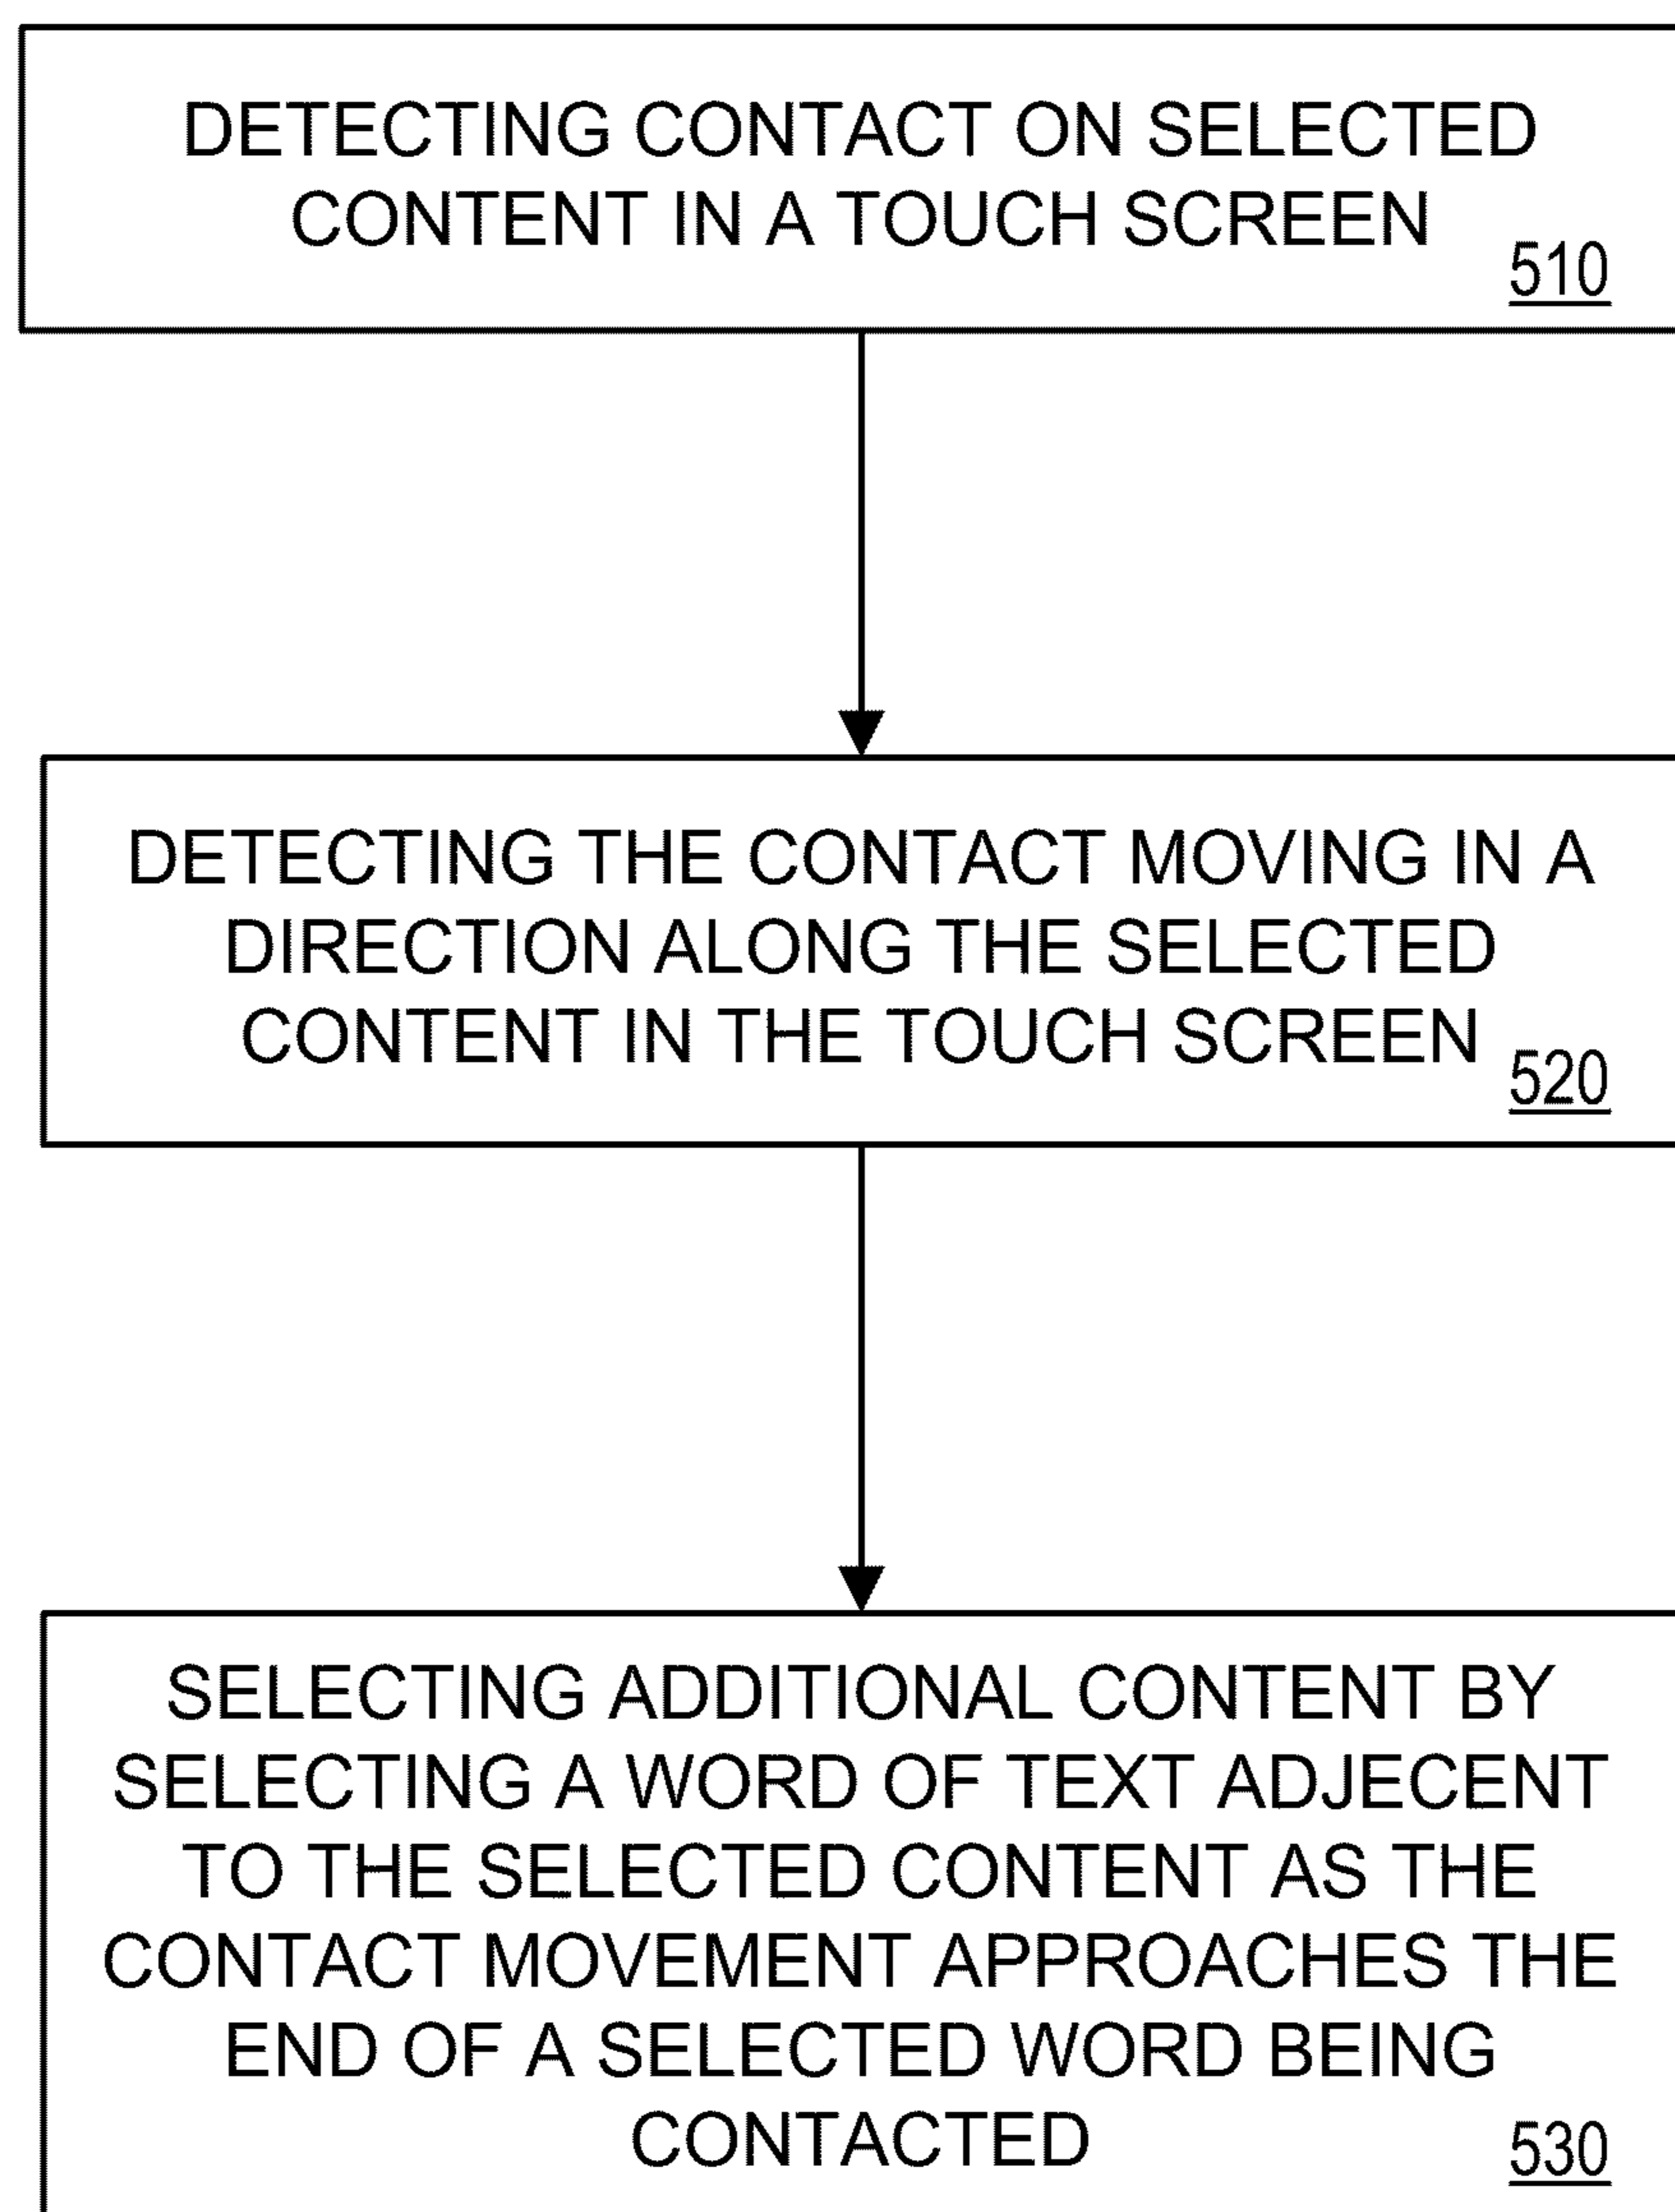 DETECTING CONTACT ON SELECTED
CONTENT IN A TOUCH SCREEN
510
DETECTING THE CONTACT MOVING IN A
DIRECTION ALONG THE SELECTED
CONTENT IN THE TOUCH SCREEN
520
SELECTING ADDITIONAL CONTENT BY
SELECTING A WORD OF TEXT ADJECENT
TO THE SELECTED CONTENT AS THE
CONTACT MOVEMENT APPROACHES THE
END OF A SELECTED WORD BEING
CONTACTED
530